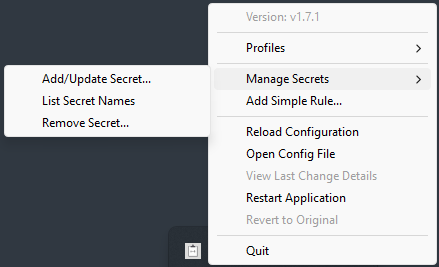 Version: v1.7.1
Profiles
Manage Secrets
Add/Update Secret...
List Secret Names
Remove Secret...
Add Simple Rule...
Reload Configuration
Open Config File
View Last Change Details
Restart Application
Revert to Original
Quit